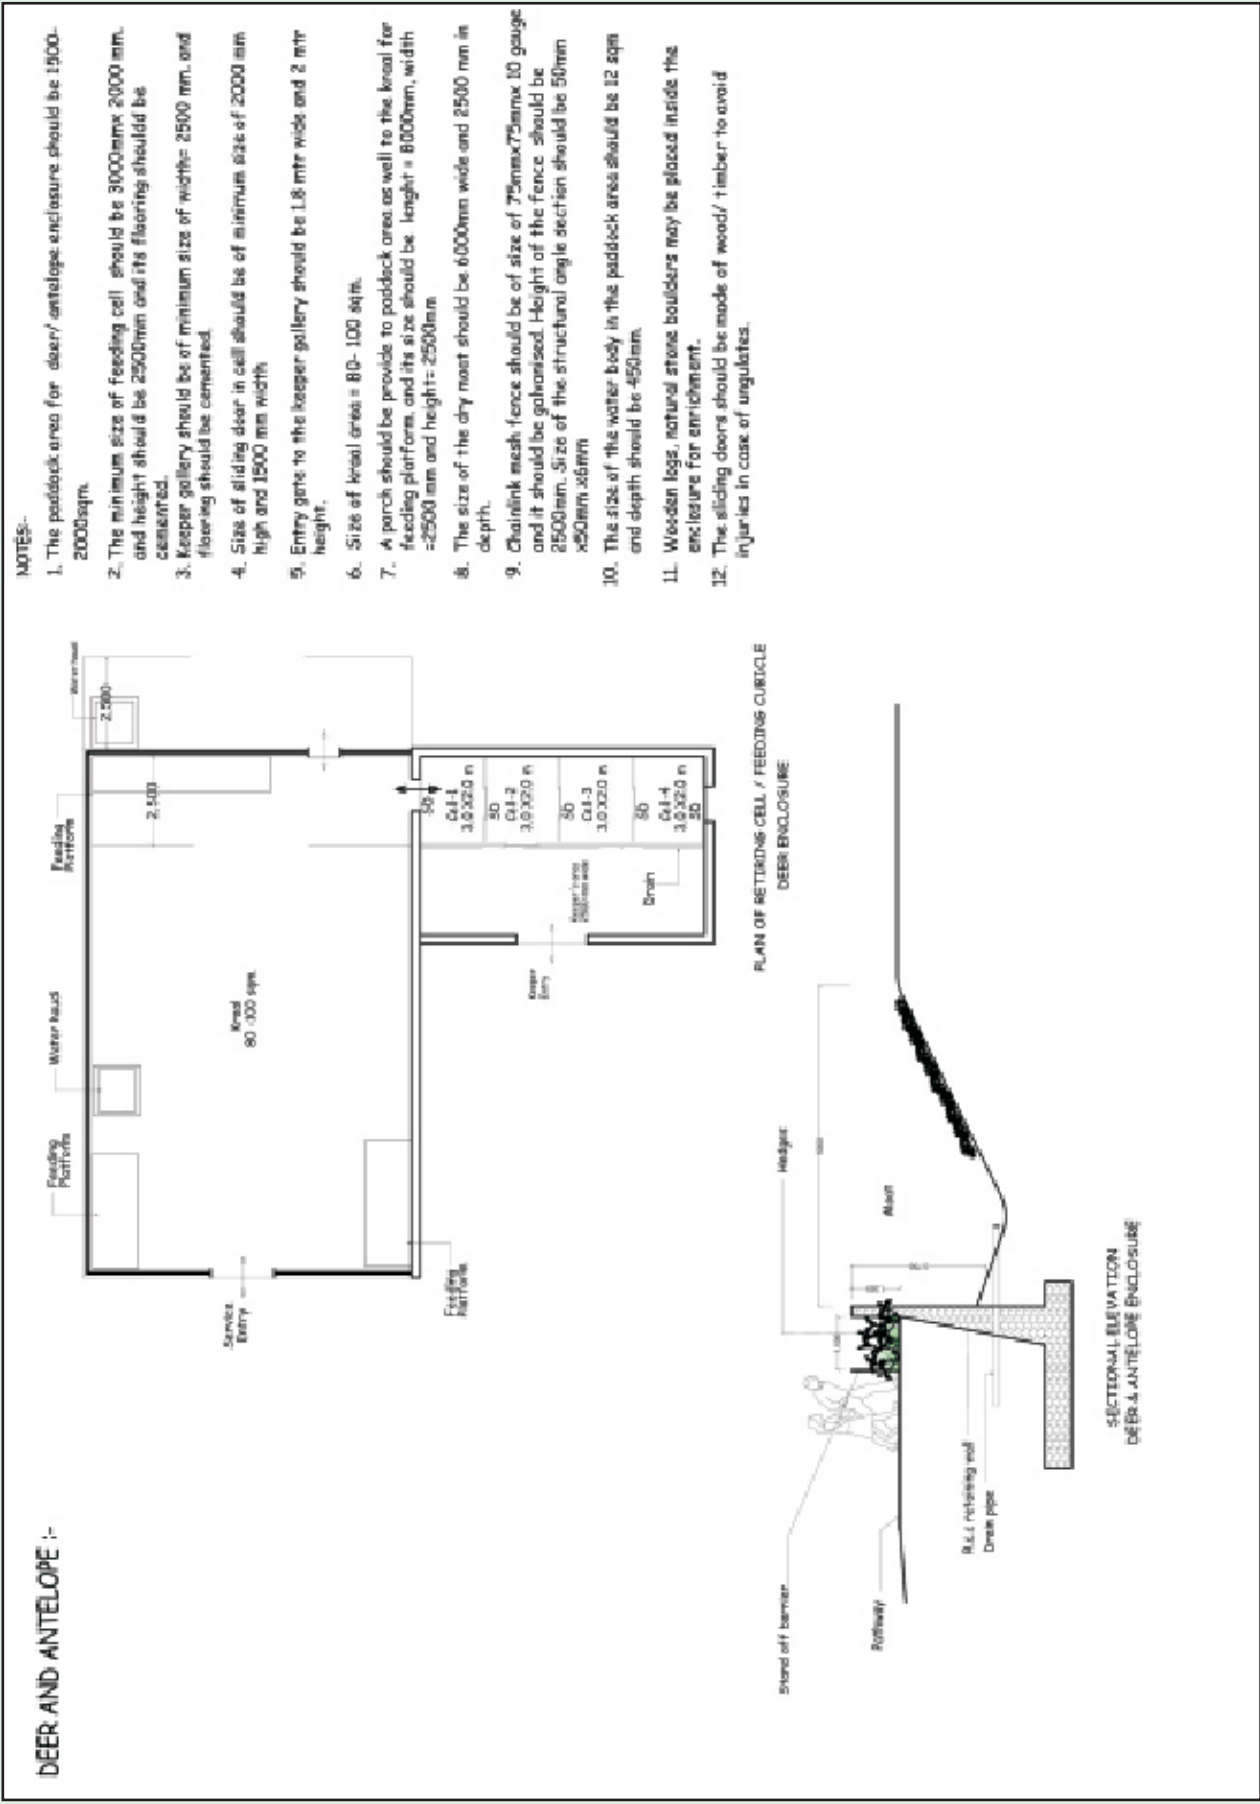 DEER AND ANTELOPE :-
NOTES:-
1. The paddock area for deer/ antelope enclosure should be 1500-
2000sqm.
2. The minimum size of feeding cell should be 3000mmx 2000 mm.
and height should be 2500mm and its flooring shouldd be
cemented.
3. Keeper gallery should be of minimum size of width= 2500 mm. and
flooring should be cemented.
4. Size of sliding door in cell should be of minimum size of 2000 mm
high and 1500 mm width
5. Entry gate to the keeper gallery should be 1.8 mtr wide and 2 mtr
height.
6. Size of kraal area = 80- 100 sqm.
7. A porch should be provide to paddock area as well to the kraal for
feeding platform. and its size should be. lenght = 8000mm, width
=2500 mm and height= 2500mm
8. The size of the dry moat should be 6000mm wide and 2500 mm in
depth.
9. Chainlink mesh fence should be of size of 75mmx75mmx 10 gauge
and it should be galvanised. Height of the fence should be
2500mm. Size of the structural angle section should be 50mm
x50mm x6mm
10. The size of the water body in the paddock area should be 12 sqm
and depth should be 450mm.
11. Wooden logs, natural stone boulders may be placed inside the
enclosure for enrichment.
12. The sliding doors should be made of wood/ timber to avoid
injuries in case of ungulates.
Feeding
Platform
Water haud
Feeding
Platform
Water haud
2.500
2.500
Kraal
80-100 sqm.
Service
Entry
Feeding
Platform
SD
Cell-1
3.0X2.0 m
SD
Cell-2
3.0X2.0 m
SD
Cell-3
3.0X2.0 m
Cell-4
3.0X2.0 m
SD
Drain
Keeper
Entry
PLAN OF RETIRING CELL / FEEDING CUBICLE
DEER ENCLOSURE
Stand off barrier
Hedges
Moat
Pathway
R.c.c retaining wall
Drain pipe
SECTIONAL ELEVATION
DEER & ANTELOPE ENCLOSURE